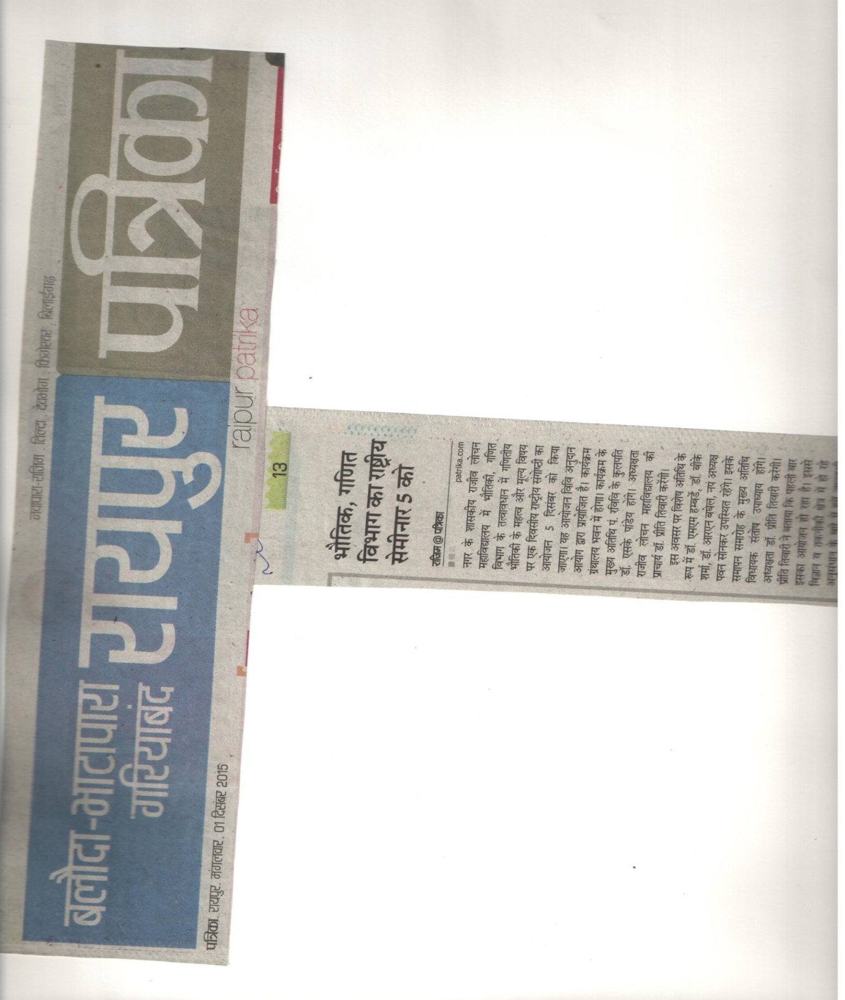 नवापारा-राजिम . तिल्दा . देवभोग . फिंगेश्वर . बिलाईगढ़
बलौदा-भाटापारा
गरियाबंद
रायपुर
पत्रिक
पत्रिका. रायपुर. मंगलवार. 01 दिसंबर 2015
raipur patrika
13
भौतिक, गणित
विभाग का राष्ट्रीय
सेमीनार 5 को
राजिम @ पत्रिका
patrika.com
नगर के शासकीय राजीव लोचन
महाविद्यालय में भौतिकी, गणित
विभाग के तत्वावधान में गणितीय
भौतिकी के महत्व और मूल्य विषय
पर एक दिवसीय राष्ट्रीय संगोष्ठी का
आयोजन 5 दिसंबर को किया
जाएगा। यह आयोजन विवि अनुदान
आयोग द्वारा प्रायोजित है। कार्यक्रम
ग्रंथालय भवन में होगा। कार्यक्रम के
मुख्य अतिथि पं. रविवि के कुलपति
डॉ. एसके पांडेय होंगे। अध्यक्षता
राजीव लोचन महाविद्यालय की
प्राचार्य डॉ. प्रीति तिवारी करेंगी।
इस अवसर पर विशेष अतिथि के
रूप में डॉ. एमएस हम्बर्डे, डॉ. बीके
शर्मा, डॉ. आरएन बघेल, नप अध्यक्ष
पवन सोनकर उपस्थित रहेंगे। इसके
समापन समारोह के मुख्य अतिथि
विधायक संतोष उपाध्याय होंगे।
अध्यक्षता डॉ. प्रीति तिवारी करेंगी।
प्रीति तिवारी ने बताया कि पहली बार
इसका आयोजन हो रहा है। इससे
विज्ञान व तकनीकी क्षेत्र में हो रहे
अनुसंधान के बारे